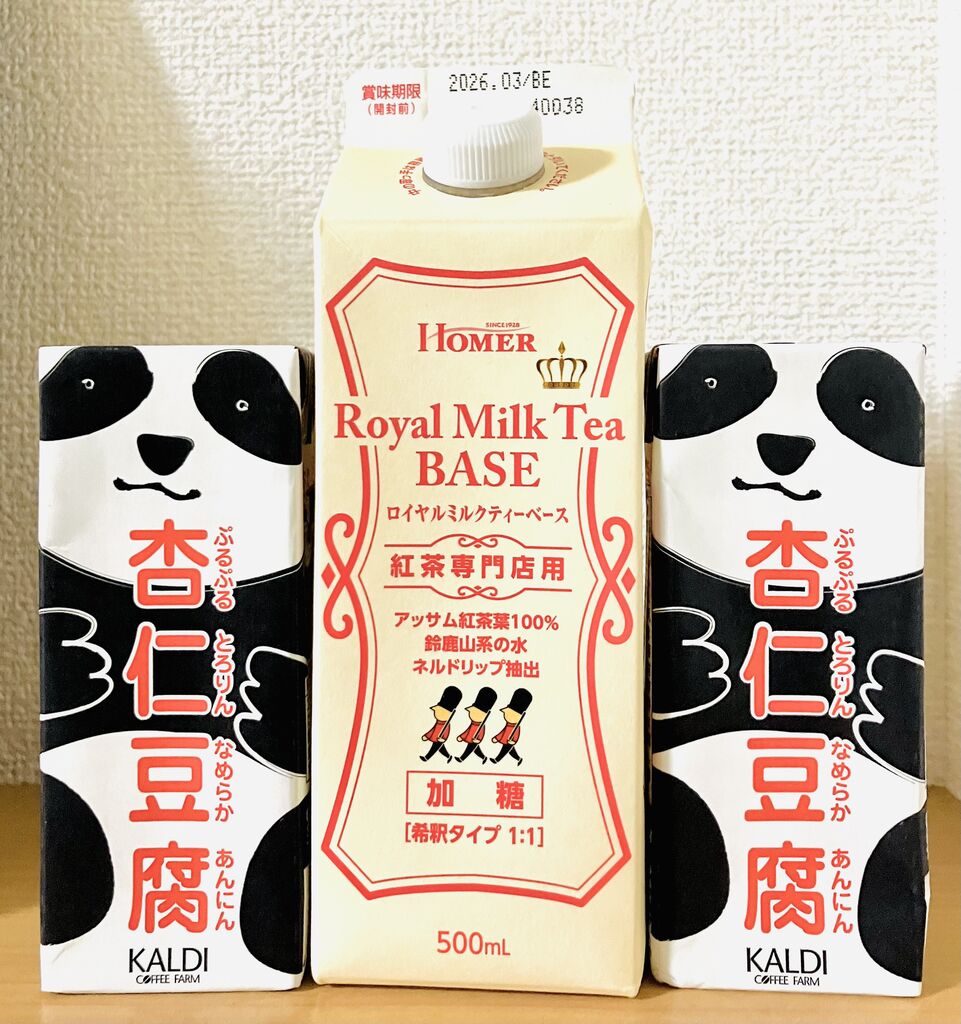 賞味期限
(開封前)
2026.03/BE
40038
SINCE1928
HOMER
Royal Milk Tea
BASE
ロイヤルミルクティーベース
紅茶専門店用
アッサム紅茶葉100%
鈴鹿山系の水
ネルドリップ抽出
加糖
[希釈タイプ 1:1]
500mL
杏仁豆腐
ぷるぷる とろりん なめらか あんにん
KALDI
COFFEE FARM
杏仁豆腐
ぷるぷる とろりん なめらか あんにん
KALDI
COFFEE FARM